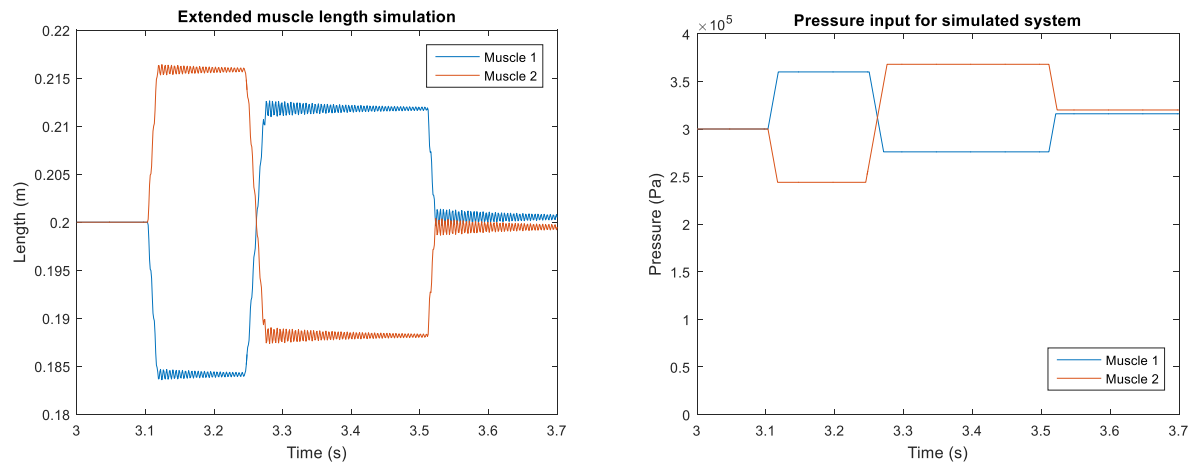 Extended muscle length simulation
0.22
0.215
0.21
0.205
0.2
0.195
0.19
0.185
0.18
Length (m)
Muscle 1
Muscle 2
3 3.1 3.2 3.3 3.4 3.5 3.6 3.7
Time (s)
Pressure input for simulated system
× 10⁵
4
3.5
3
2.5
2
1.5
1
0.5
0
Pressure (Pa)
Muscle 1
Muscle 2
3 3.1 3.2 3.3 3.4 3.5 3.6 3.7
Time (s)